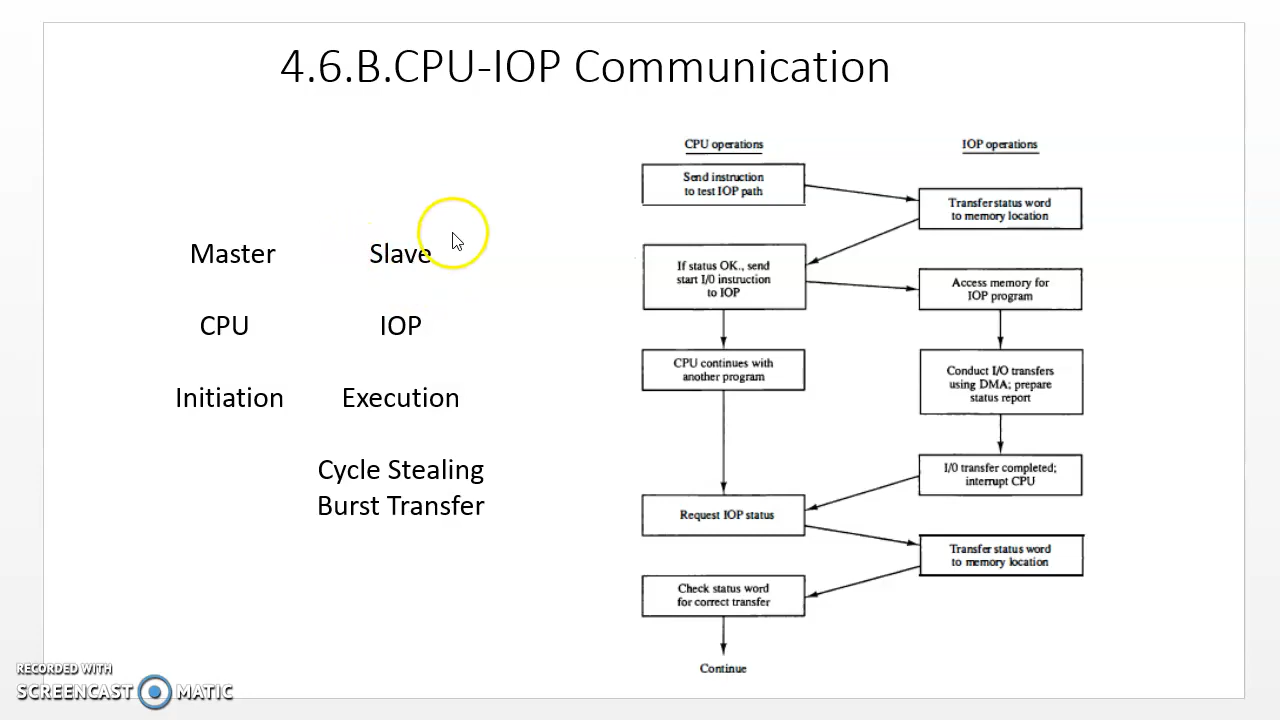 4.6.B.CPU-IOP Communication
Master Slave
CPU IOP
Initiation Execution
Cycle Stealing
Burst Transfer
CPU operations
IOP operations
Send instruction
to test IOP path
Transfer status word
to memory location
If status OK., send
start I/0 instruction
to IOP
Access memory for
IOP program
CPU continues with
another program
Conduct I/O transfers
using DMA; prepare
status report
I/0 transfer completed;
interrupt CPU
Request IOP status
Transfer status word
to memory location
Check status word
for correct transfer
Continue
RECORDED WITH
SCREENCAST MATIC